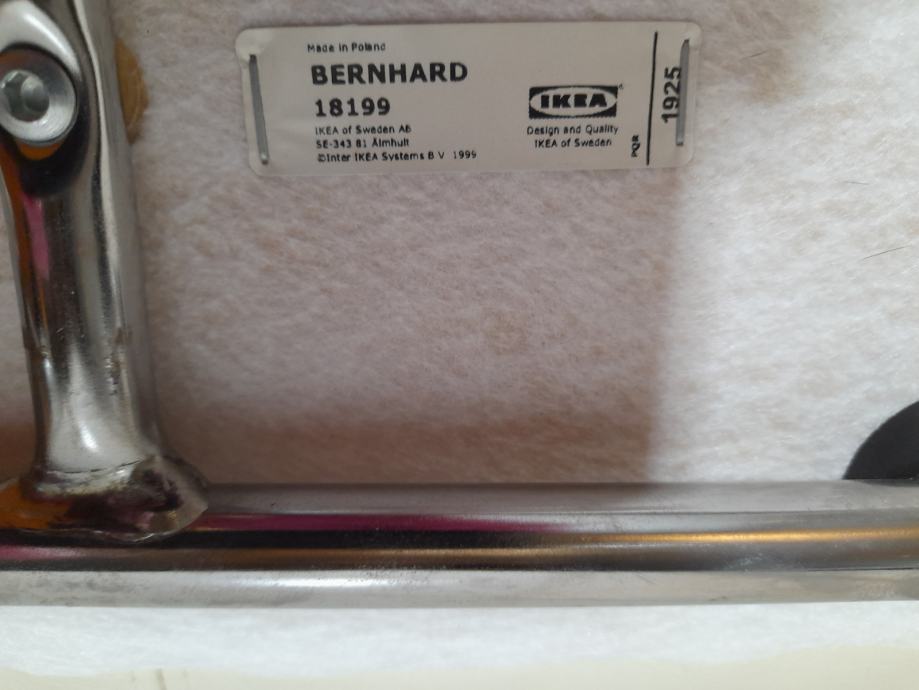 Made in Poland
BERNHARD
18199
IKEA of Sweden AB
SE-343 81 Älmhult
©Inter IKEA Systems B V 1999
IKEA®
Design and Quality
IKEA of Sweden
PQR
1925